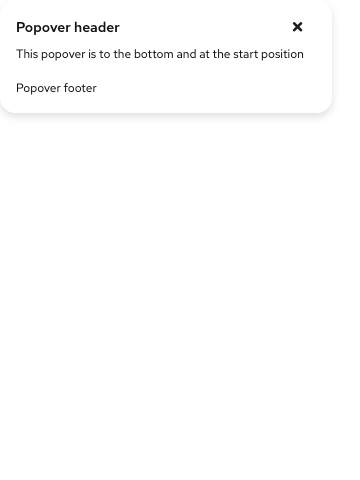 Popover header
This popover is to the bottom and at the start position
Popover footer